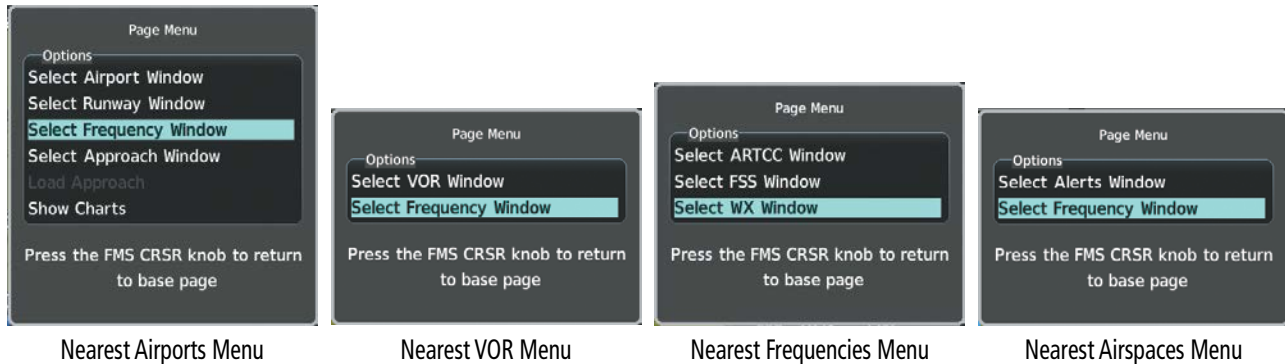 Page Menu
Options
Select Airport Window
Select Runway Window
Select Frequency Window
Select Approach Window
Load Approach
Show Charts
Press the FMS CRSR knob to return
to base page
Nearest Airports Menu
Page Menu
Options
Select VOR Window
Select Frequency Window
Press the FMS CRSR knob to return
to base page
Nearest VOR Menu
Page Menu
Options
Select ARTCC Window
Select FSS Window
Select WX Window
Press the FMS CRSR knob to return
to base page
Nearest Frequencies Menu
Page Menu
Options
Select Alerts Window
Select Frequency Window
Press the FMS CRSR knob to return
to base page
Nearest Airspaces Menu